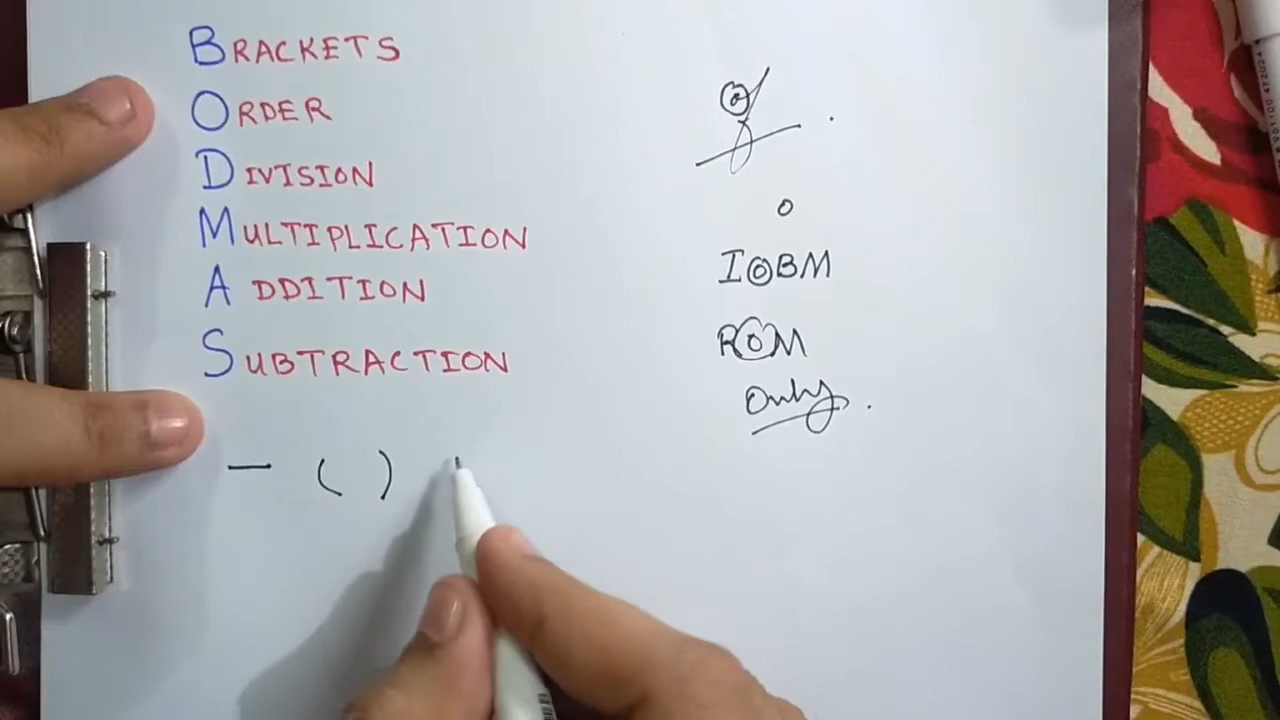 BRACKETS
ORDER
DIVISION
MULTIPLICATION
ADDITION
SUBTRACTION
— ( )
o
IOBM
ROM
Only.